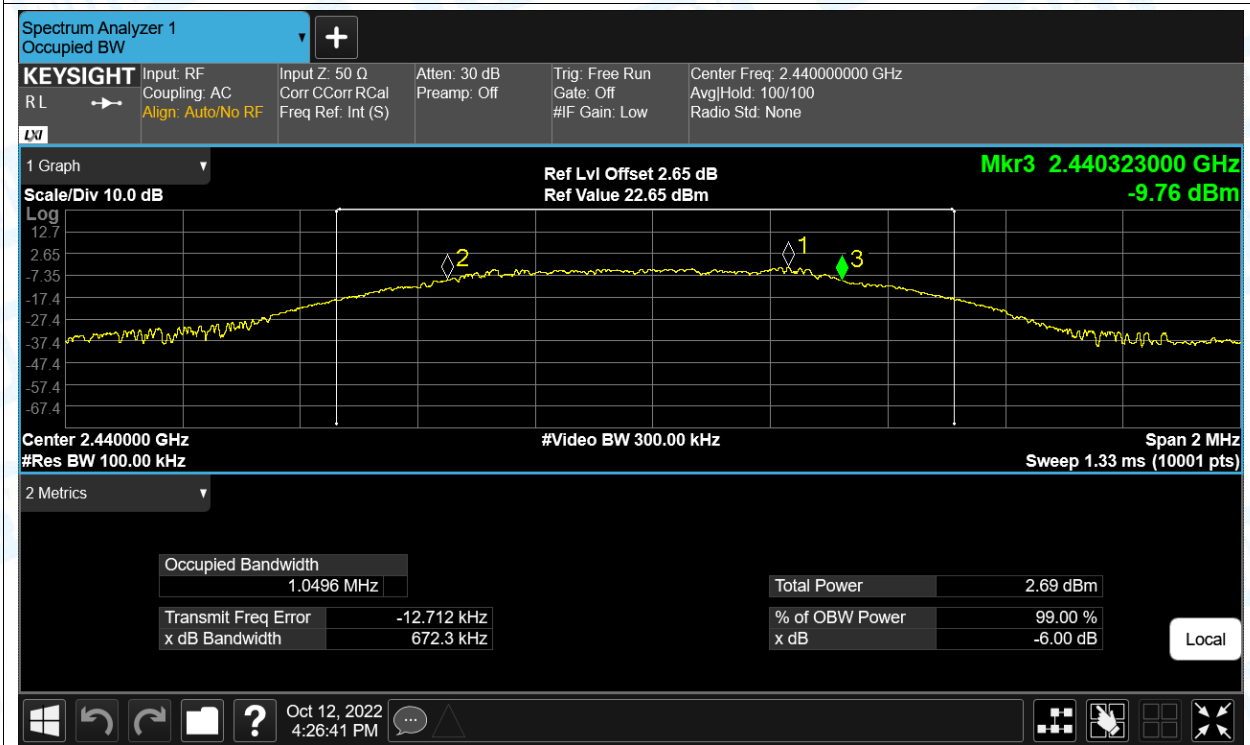 Spectrum Analyzer 1
Occupied BW
KEYSIGHT
R L
LXI
Input: RF
Coupling: AC
Align: Auto/No RF
Input Z: 50 Ω
Corr CCorr RCal
Freq Ref: Int (S)
Atten: 30 dB
Preamp: Off
Trig: Free Run
Gate: Off
#IF Gain: Low
Center Freq: 2.440000000 GHz
Avg|Hold: 100/100
Radio Std: None
1 Graph
Scale/Div 10.0 dB
Ref Lvl Offset 2.65 dB
Ref Value 22.65 dBm
Mkr3 2.440323000 GHz
-9.76 dBm
Log
12.7
2.65
-7.35
-17.4
-27.4
-37.4
-47.4
-57.4
-67.4
2
1
3
Center 2.440000 GHz
#Video BW 300.00 kHz
Span 2 MHz
#Res BW 100.00 kHz
Sweep 1.33 ms (10001 pts)
2 Metrics
Occupied Bandwidth
1.0496 MHz
Transmit Freq Error -12.712 kHz
x dB Bandwidth 672.3 kHz
Total Power 2.69 dBm
% of OBW Power 99.00 %
x dB -6.00 dB
Local
?
Oct 12, 2022
4:26:41 PM